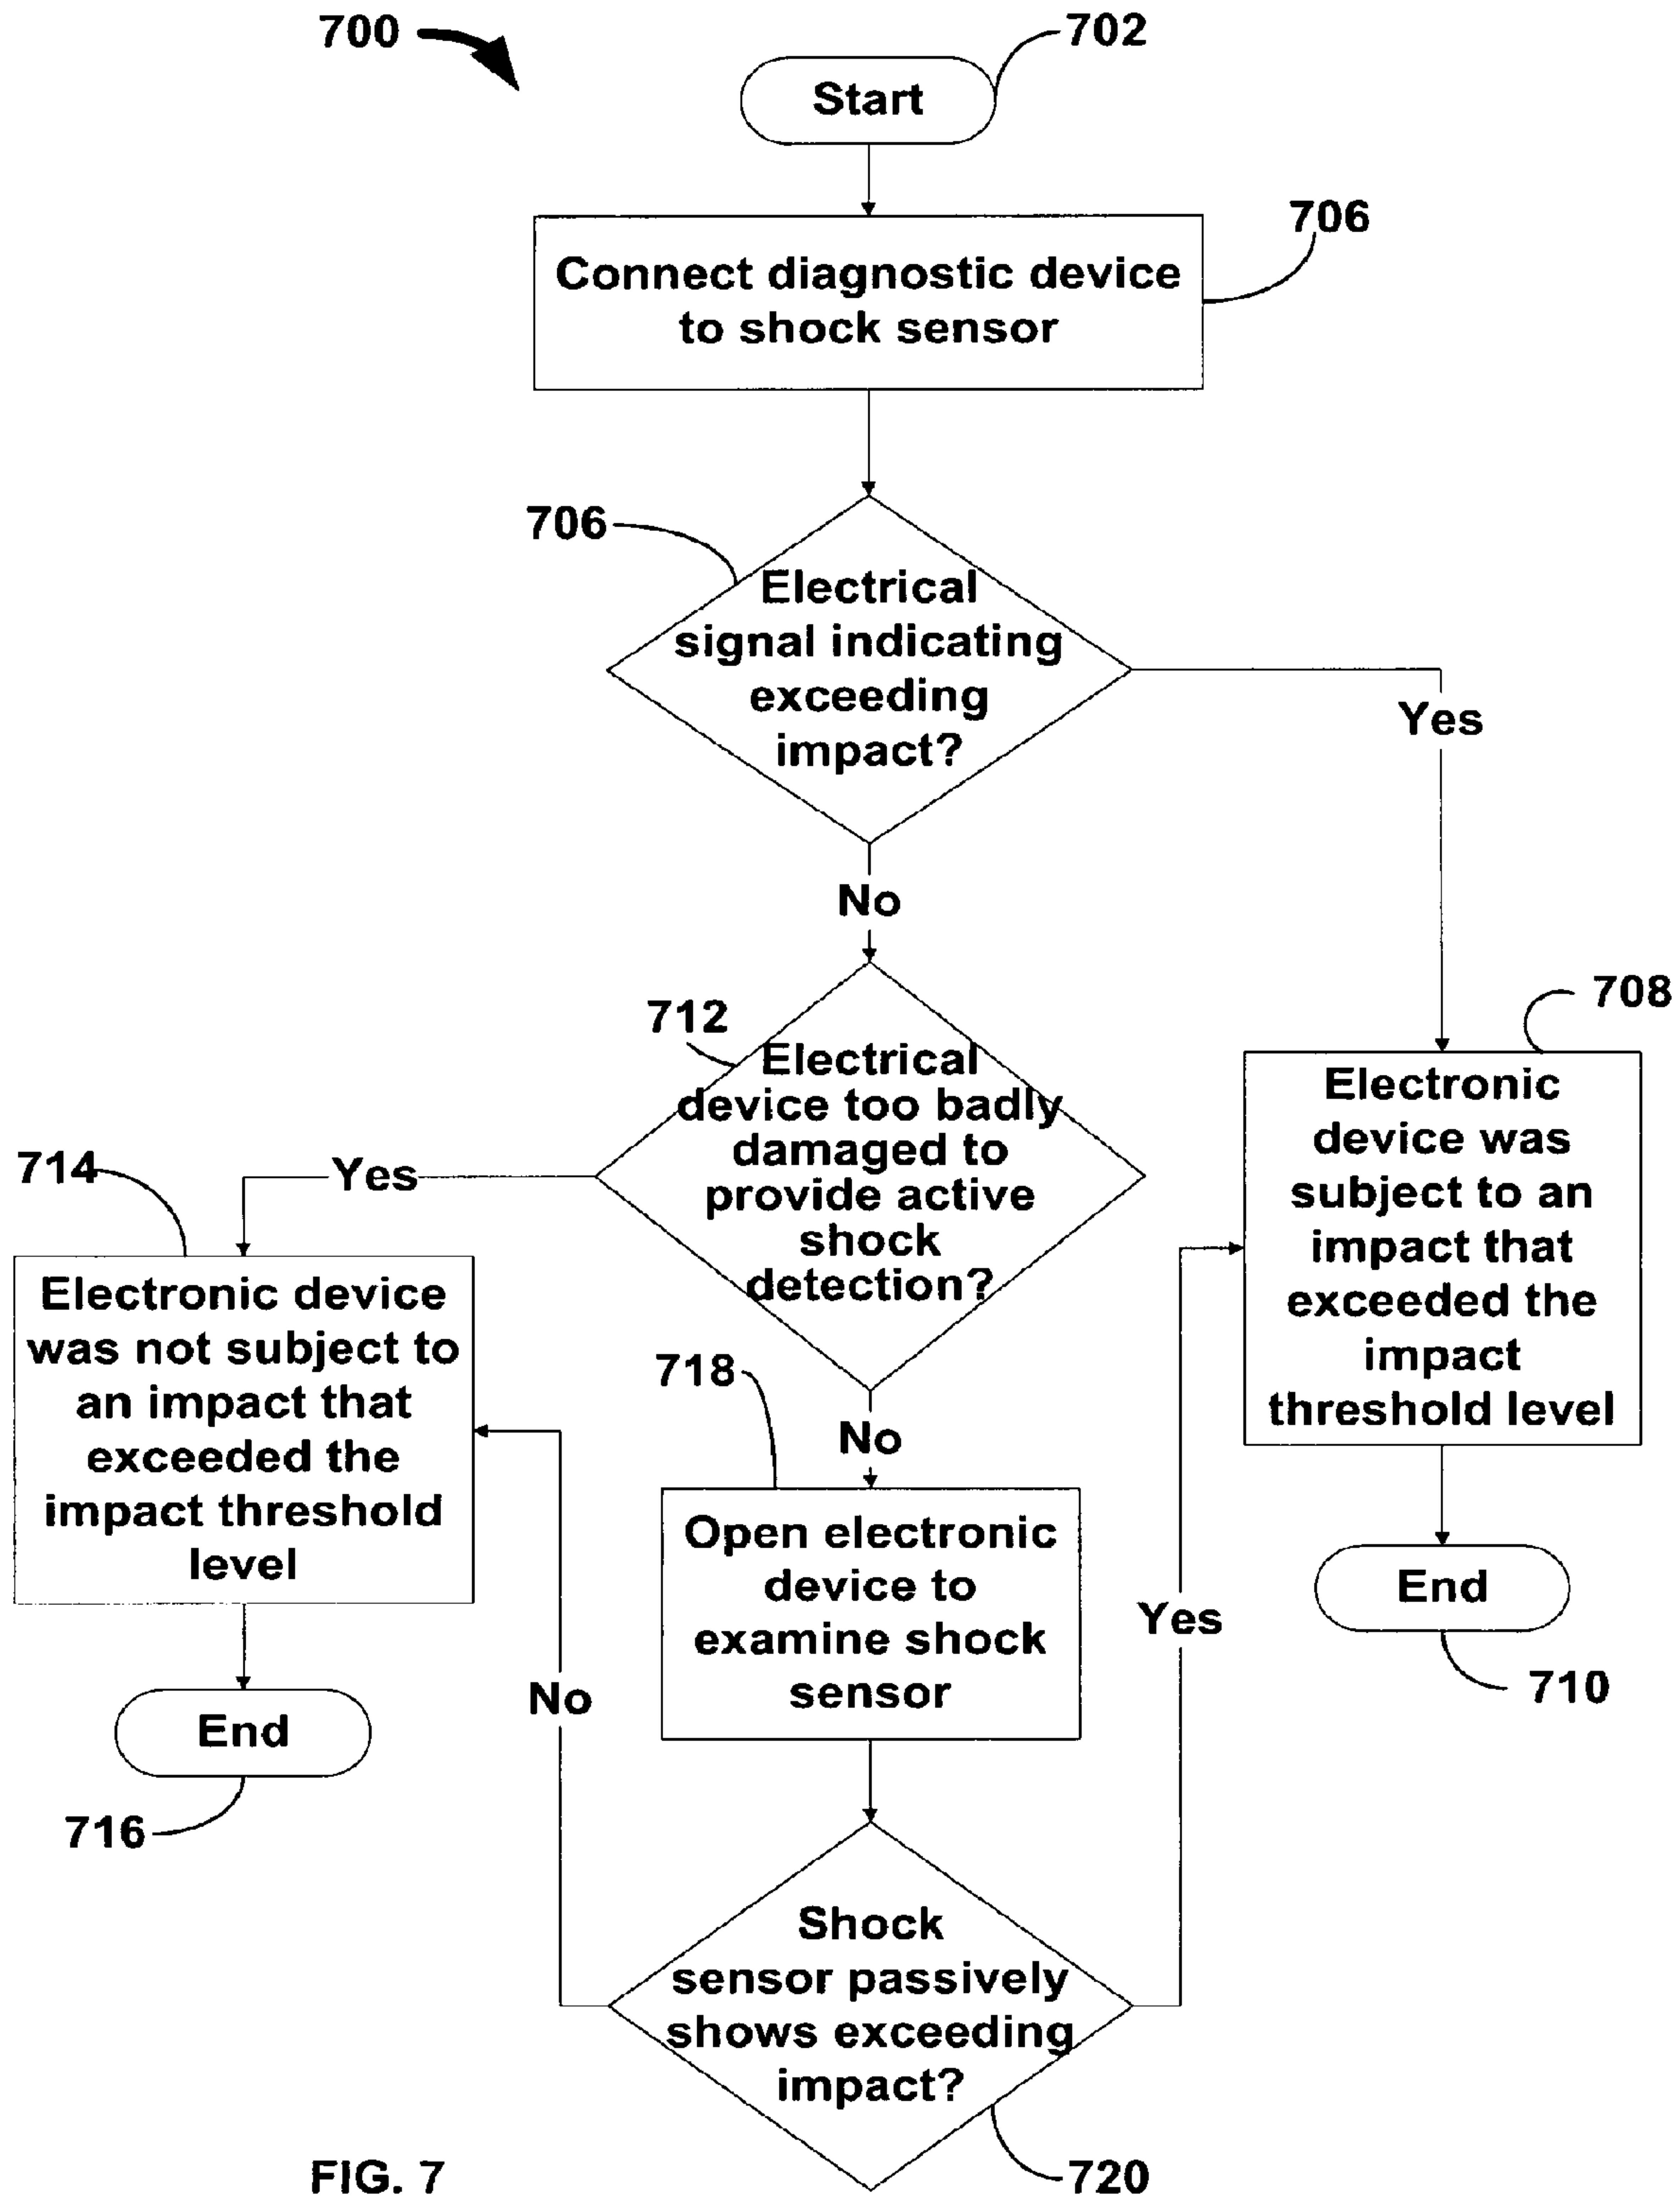 700
702
Start
706
Connect diagnostic device
to shock sensor
706
Electrical
signal indicating
exceeding
impact?
Yes
No
708
712
Electrical
device too badly
damaged to
provide active
shock
detection?
Electronic
device was
subject to an
impact that
exceeded the
impact
threshold level
714
Yes
Electronic device
was not subject to
an impact that
exceeded the
impact threshold
level
718
No
Open electronic
device to
examine shock
sensor
End
710
Yes
No
End
716
Shock
sensor passively
shows exceeding
impact?
720
FIG. 7